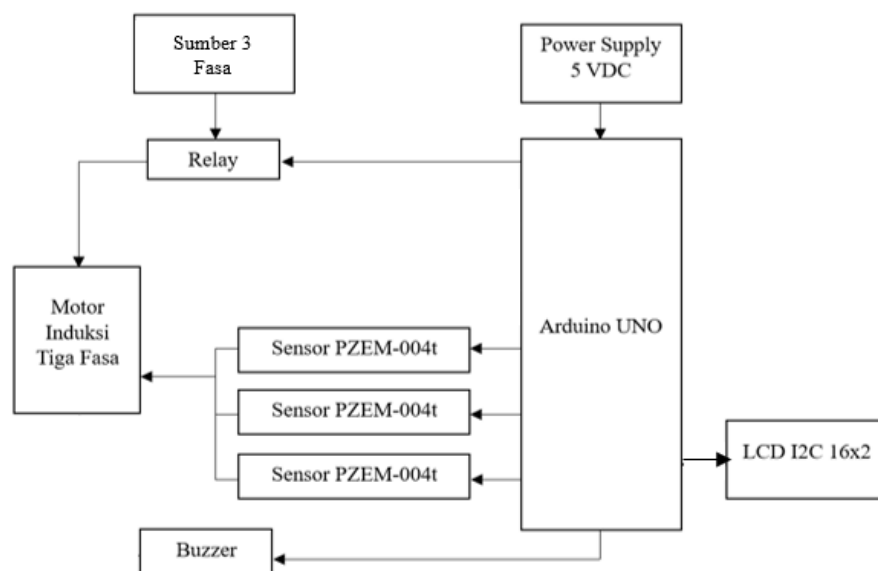 Sumber 3
Fasa
Power Supply
5 VDC
Relay
Motor
Induksi
Tiga Fasa
Arduino UNO
Sensor PZEM-004t
Sensor PZEM-004t
Sensor PZEM-004t
LCD I2C 16x2
Buzzer